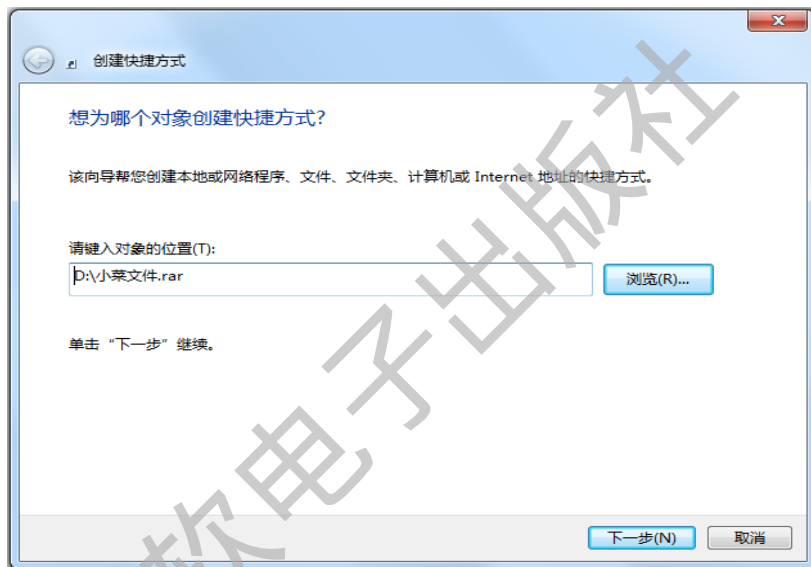 创建快捷方式
想为哪个对象创建快捷方式?
该向导帮您创建本地或网络程序、文件、文件夹、计算机或 Internet 地址的快捷方式。
请键入对象的位置(T):
D:\小菜文件.rar
浏览(R)...
单击“下一步”继续。
下一步(N)
取消
软电子出版社